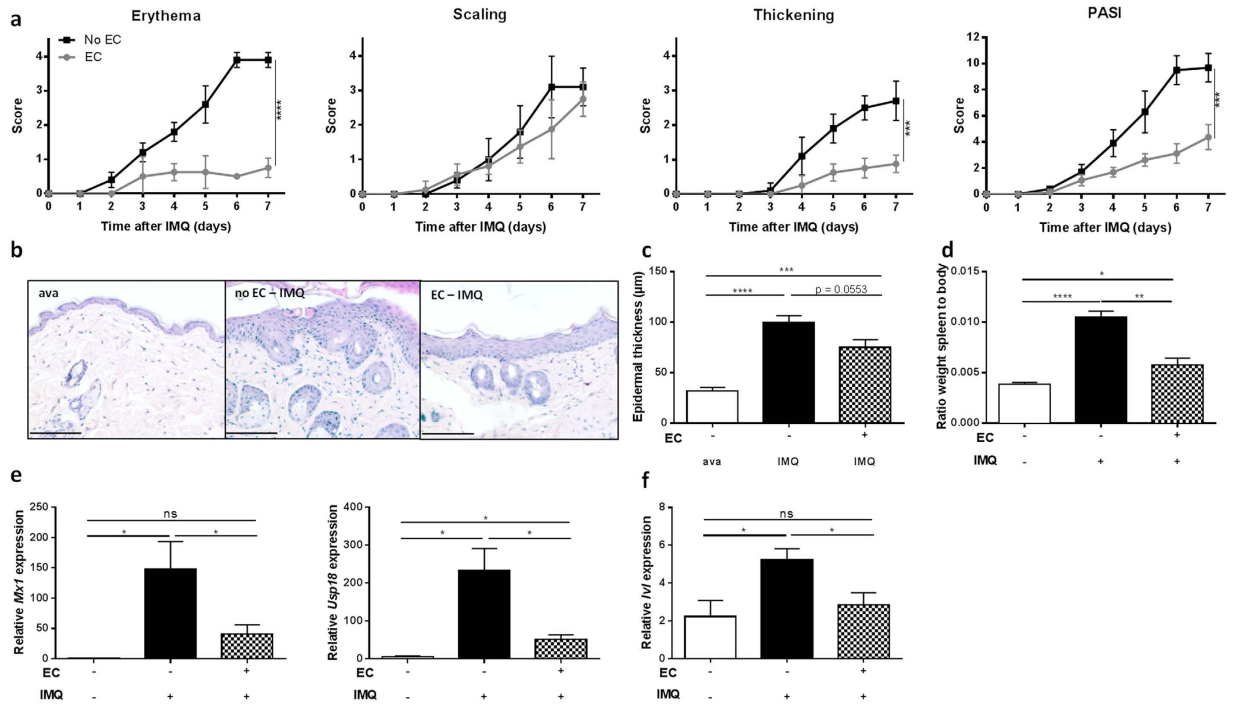 a
Erythema
Scaling
Thickening
PASI
No EC
EC
Score
4
3
2
1
0
0 1 2 3 4 5 6 7
Time after IMQ (days)
****
Score
4
3
2
1
0
0 1 2 3 4 5 6 7
Time after IMQ (days)
Score
4
3
2
1
0
0 1 2 3 4 5 6 7
Time after IMQ (days)
***
Score
12
10
8
6
4
2
0
0 1 2 3 4 5 6 7
Time after IMQ (days)
***
b
ava
no EC – IMQ
EC – IMQ
c
Epidermal thickness (µm)
150
100
50
0
***
****
p = 0.0553
EC - - +
ava IMQ IMQ
d
Ratio weight spleen to body
0.015
0.010
0.005
0.000
*
****
**
EC - - +
IMQ - + +
e
Relative Mx1 expression
250
200
150
100
50
0
ns
*
*
EC - - +
IMQ - + +
Relative Usp18 expression
400
300
200
100
0
*
*
*
EC - - +
IMQ - + +
f
Relative Ivl expression
8
6
4
2
0
ns
*
*
EC - - +
IMQ - + +